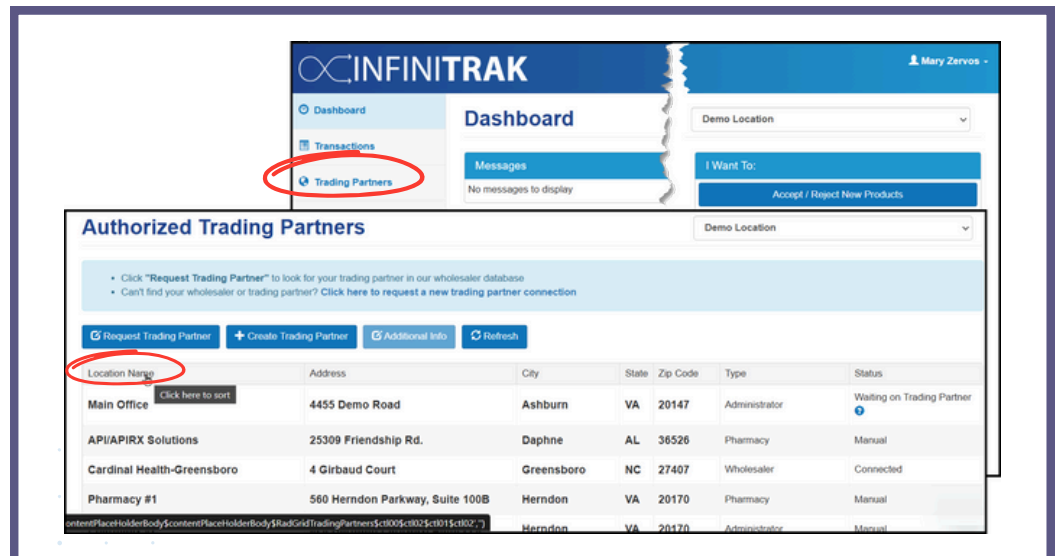 INFINITRAK
Mary Zervos
Dashboard
Dashboard
Demo Location
Transactions
Messages
I Want To:
Trading Partners
No messages to display
Accept / Reject New Products
Authorized Trading Partners
Demo Location
Click "Request Trading Partner" to look for your trading partner in our wholesaler database
Can't find your wholesaler or trading partner? Click here to request a new trading partner connection
Request Trading Partner
Create Trading Partner
Additional Info
Refresh
Location Name Address City State Zip Code Type Status
Click here to sort
Main Office 4455 Demo Road Ashburn VA 20147 Administrator Waiting on Trading Partner
API/APIRX Solutions 25309 Friendship Rd. Daphne AL 36526 Pharmacy Manual
Cardinal Health-Greensboro 4 Girbaud Court Greensboro NC 27407 Wholesaler Connected
Pharmacy #1 560 Herndon Parkway, Suite 100B Herndon VA 20170 Pharmacy Manual
ontentPlaceHolderBody$contentPlaceHolderBody$RadGridTradingPartners$ctl00$ctl02$ctl01$ctl02','')
Herndon VA 20170 Administrator Manual